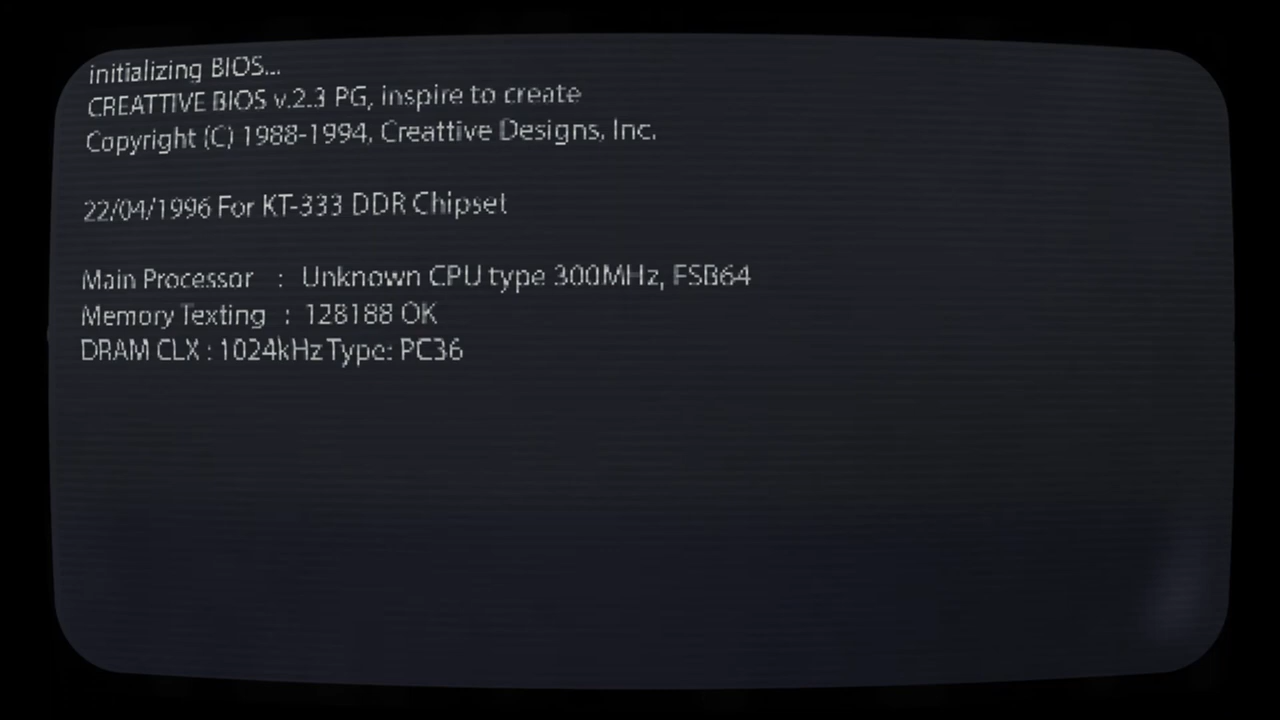 initializing BIOS...
CREATTIVE BIOS v.2.3 PG, inspire to create
Copyright (C) 1988-1994, Creattive Designs, Inc.
22/04/1996 For KT-333 DDR Chipset
Main Processor : Unknown CPU type 300MHz, FSB64
Memory Texting : 128188 OK
DRAM CLX : 1024kHz Type: PC36